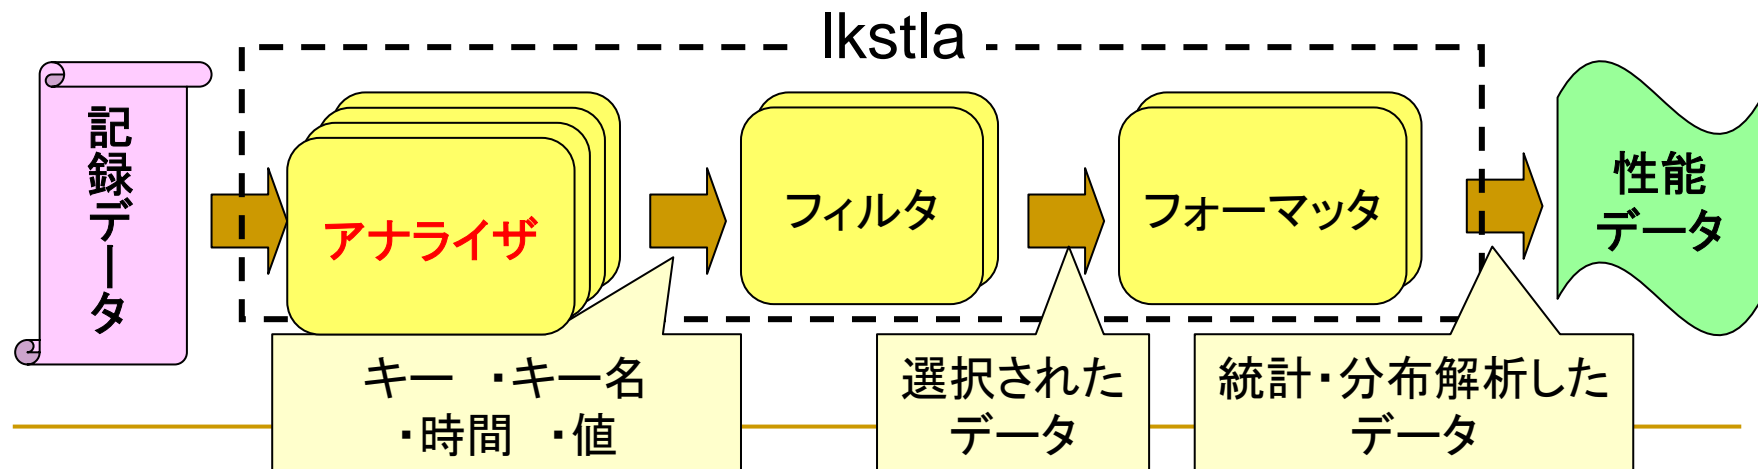 lkstla
記録データ
アナライザ
フィルタ
フォーマッタ
性能
データ
キー ・キー名
・時間 ・値
選択された
データ
統計・分布解析した
データ